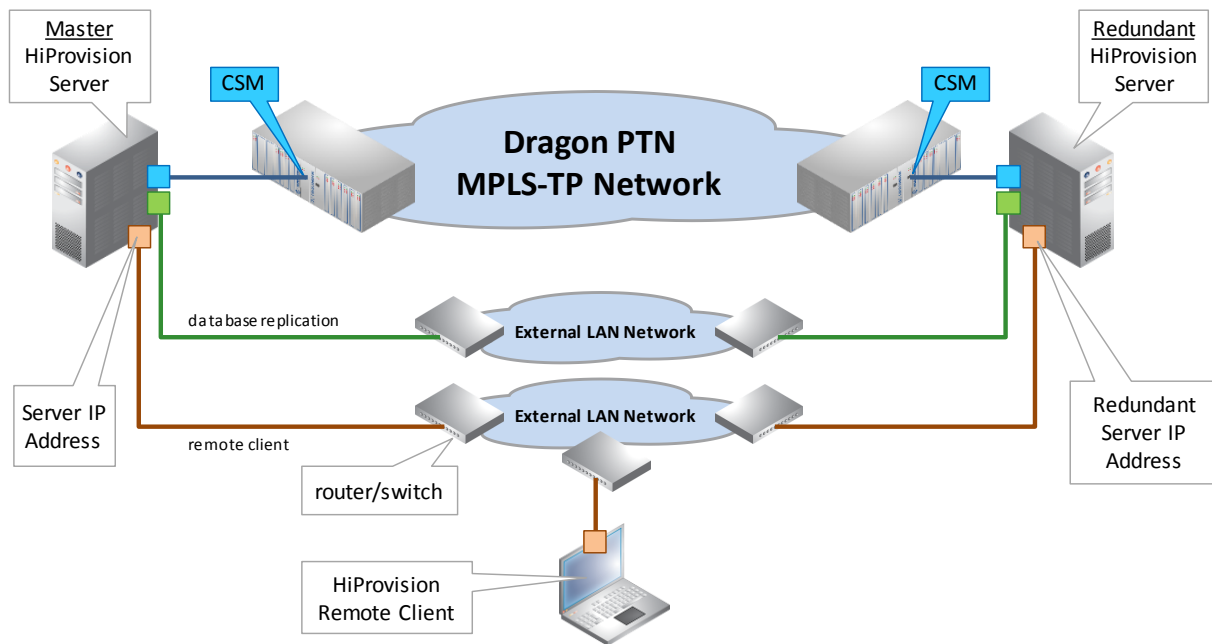 Master
HiProvision
Server
Redundant
HiProvision
Server
CSM
CSM
Dragon PTN
MPLS-TP Network
database replication
External LAN Network
Server IP
Address
External LAN Network
Redundant
Server IP
Address
remote client
router/switch
HiProvision
Remote Client